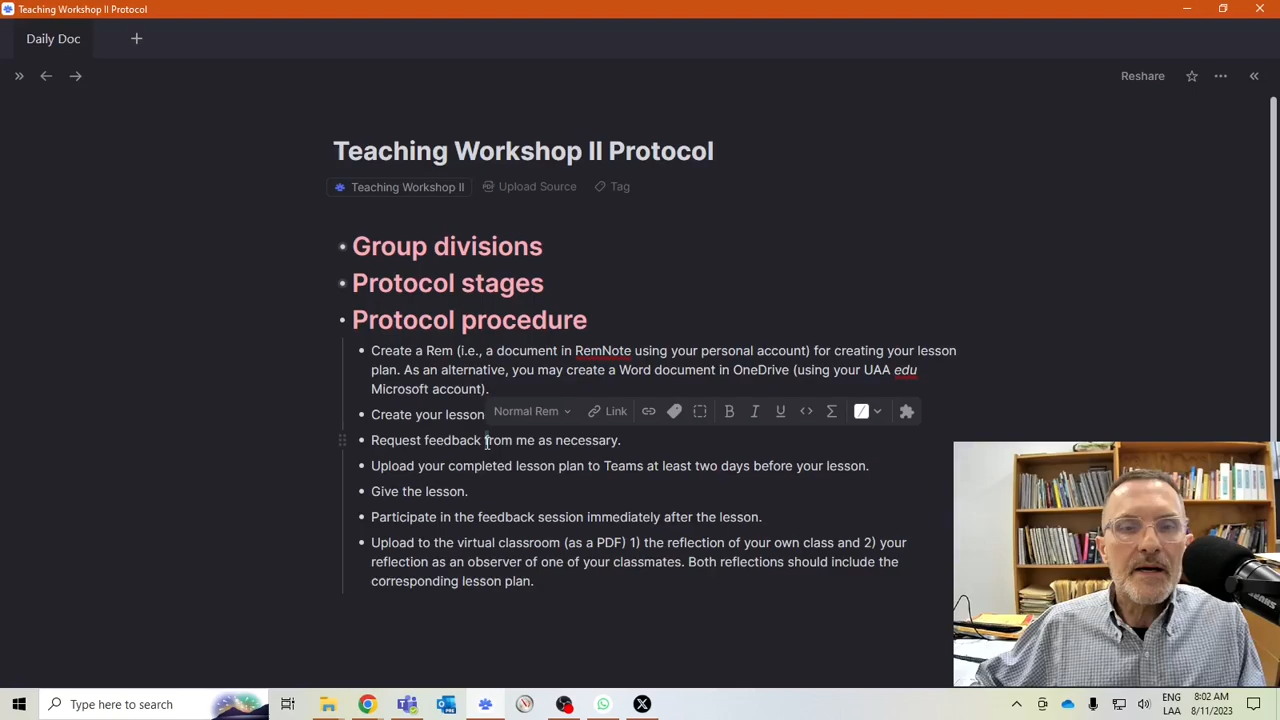 Teaching Workshop II Protocol
Daily Doc
Reshare
Teaching Workshop II Protocol
Teaching Workshop II
Upload Source
Tag
Group divisions
Protocol stages
Protocol procedure
Create a Rem (i.e., a document in RemNote using your personal account) for creating your lesson
plan. As an alternative, you may create a Word document in OneDrive (using your UAA edu
Microsoft account).
Create your lesson
Normal Rem
Link
B I U
Request feedback from me as necessary.
Upload your completed lesson plan to Teams at least two days before your lesson.
Give the lesson.
Participate in the feedback session immediately after the lesson.
Upload to the virtual classroom (as a PDF) 1) the reflection of your own class and 2) your
reflection as an observer of one of your classmates. Both reflections should include the
corresponding lesson plan.
Type here to search
ENG
LAA
8:02 AM
8/11/2023